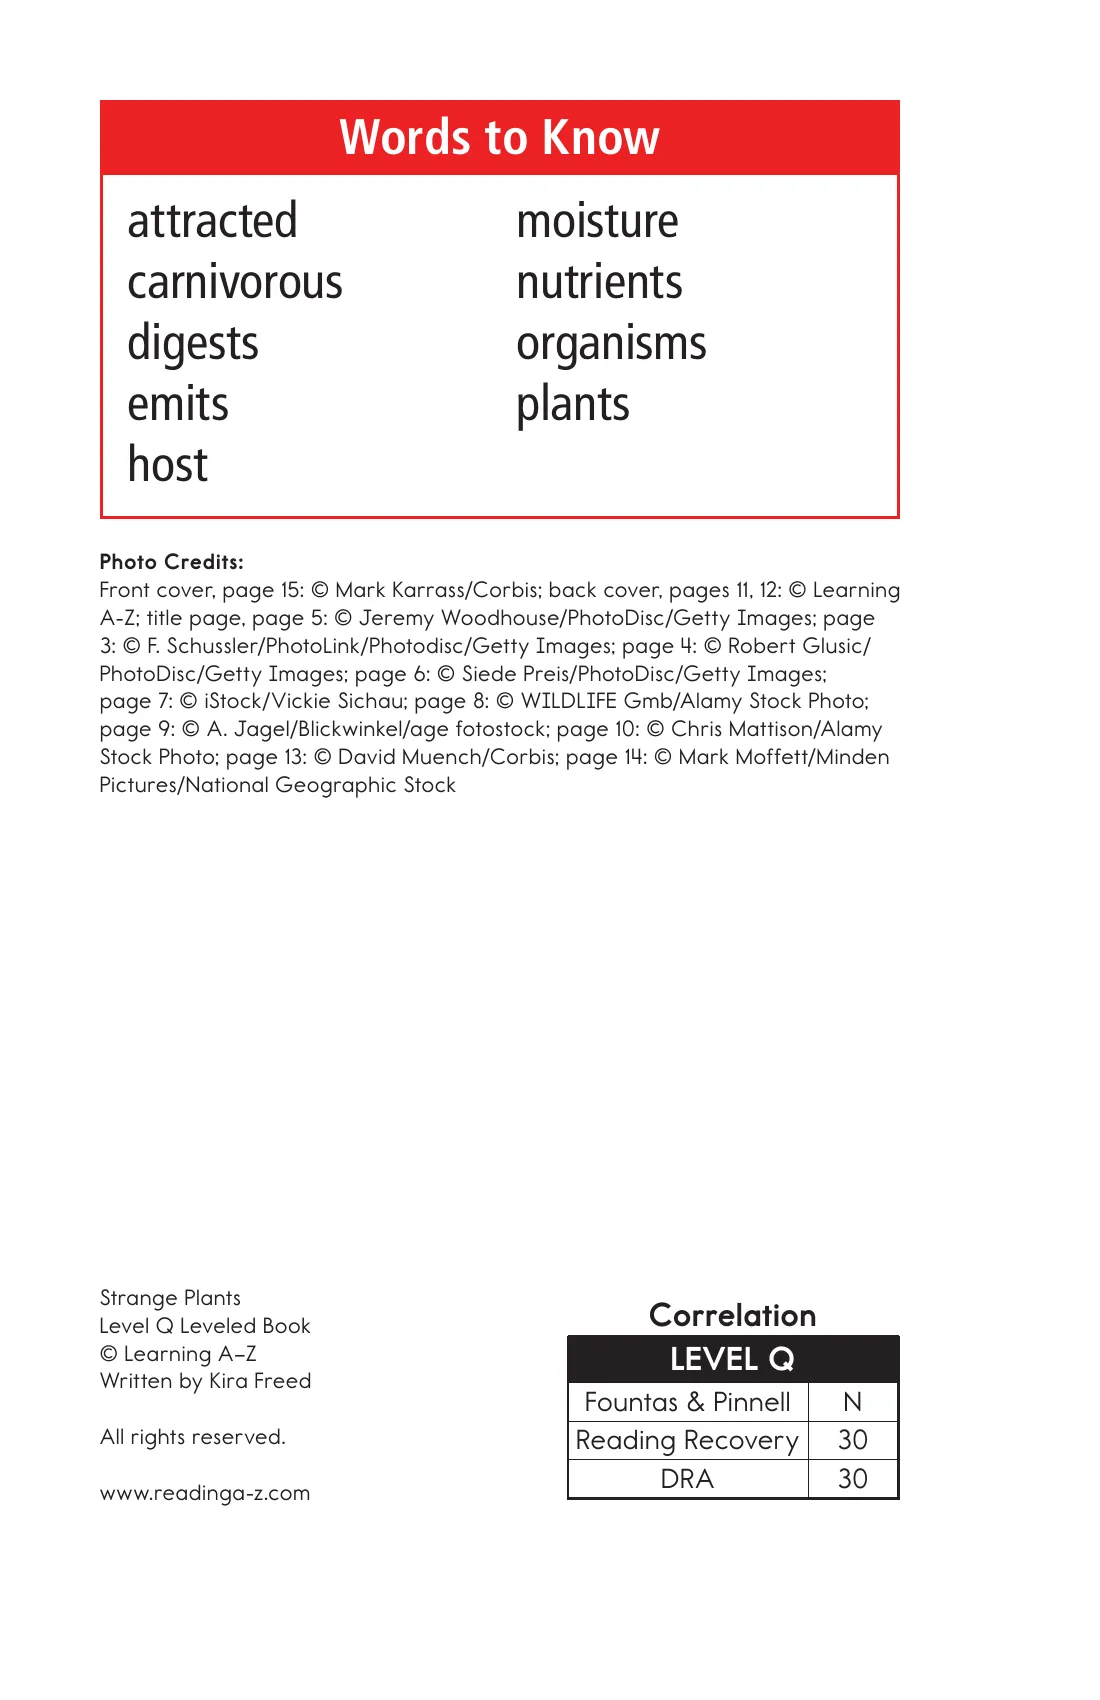 Words to Know
attracted
carnivorous
digests
emits
host
moisture
nutrients
organisms
plants
Photo Credits:
Front cover, page 15: © Mark Karrass/Corbis; back cover, pages 11, 12: © Learning
A-Z; title page, page 5: © Jeremy Woodhouse/PhotoDisc/Getty Images; page
3: © F. Schussler/PhotoLink/Photodisc/Getty Images; page 4: © Robert Glusic/
PhotoDisc/Getty Images; page 6: © Siede Preis/PhotoDisc/Getty Images;
page 7: © iStock/Vickie Sichau; page 8: © WILDLIFE Gmb/Alamy Stock Photo;
page 9: © A. Jagel/Blickwinkel/age fotostock; page 10: © Chris Mattison/Alamy
Stock Photo; page 13: © David Muench/Corbis; page 14: © Mark Moffett/Minden
Pictures/National Geographic Stock
Strange Plants
Level Q Leveled Book
© Learning A–Z
Written by Kira Freed
All rights reserved.
www.readinga-z.com
Correlation
LEVEL Q
Fountas & Pinnell N
Reading Recovery 30
DRA 30